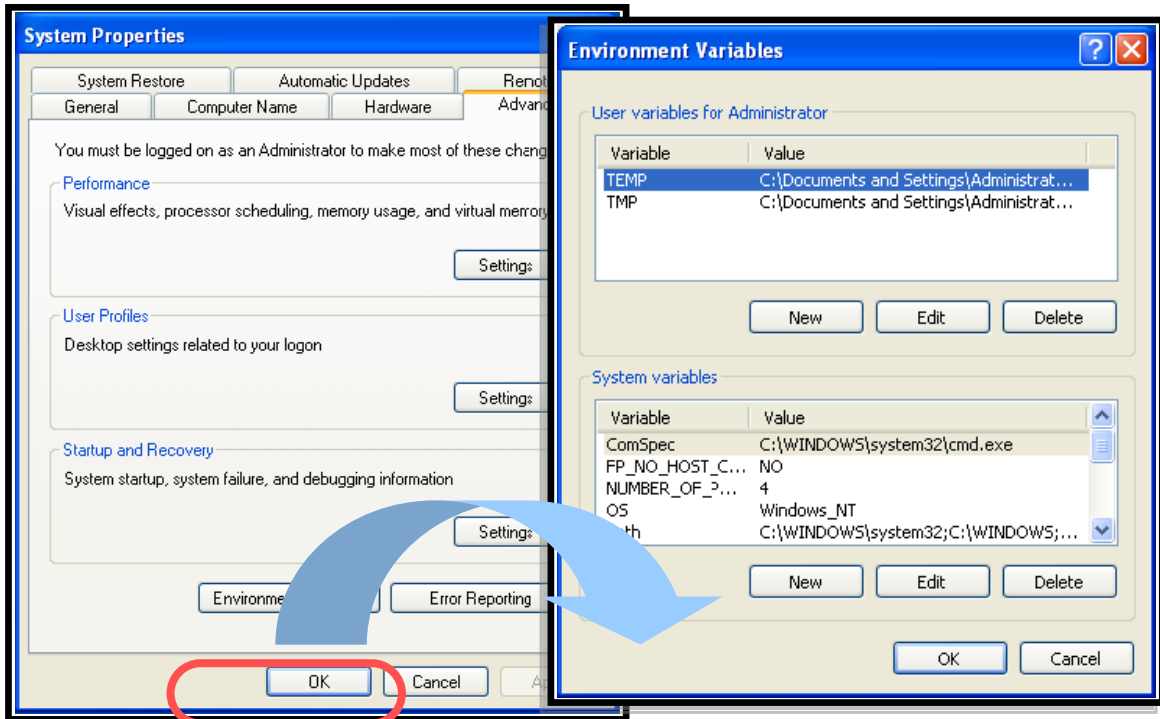 System Properties
System Restore
Automatic Updates
Remot
General
Computer Name
Hardware
Advanc
You must be logged on as an Administrator to make most of these chang
Performance
Visual effects, processor scheduling, memory usage, and virtual memory
Settings
User Profiles
Desktop settings related to your logon
Settings
Startup and Recovery
System startup, system failure, and debugging information
Settings
Environme
Error Reporting
OK
Cancel
Ap
Environment Variables
User variables for Administrator
Variable Value
TEMP C:\Documents and Settings\Administrat...
TMP C:\Documents and Settings\Administrat...
New
Edit
Delete
System variables
Variable Value
ComSpec C:\WINDOWS\system32\cmd.exe
FP_NO_HOST_C... NO
NUMBER_OF_P... 4
OS Windows_NT
th C:\WINDOWS\system32;C:\WINDOWS;...
New
Edit
Delete
OK
Cancel